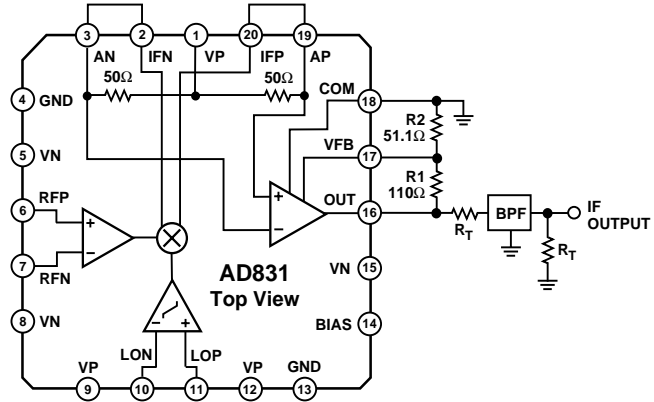 3
2
1
20
19
AN
IFN
VP
IFP
AP
50Ω
50Ω
COM
18
4
GND
R2
51.1Ω
VFB
17
5
VN
R1
110Ω
6
RFP
+
+
OUT
16
BPF
IF
OUTPUT
−
RT
RT
7
RFN
−
AD831
Top View
VN
15
8
VN
−
+
BIAS
14
LON
LOP
VP
VP
GND
9
10
11
12
13